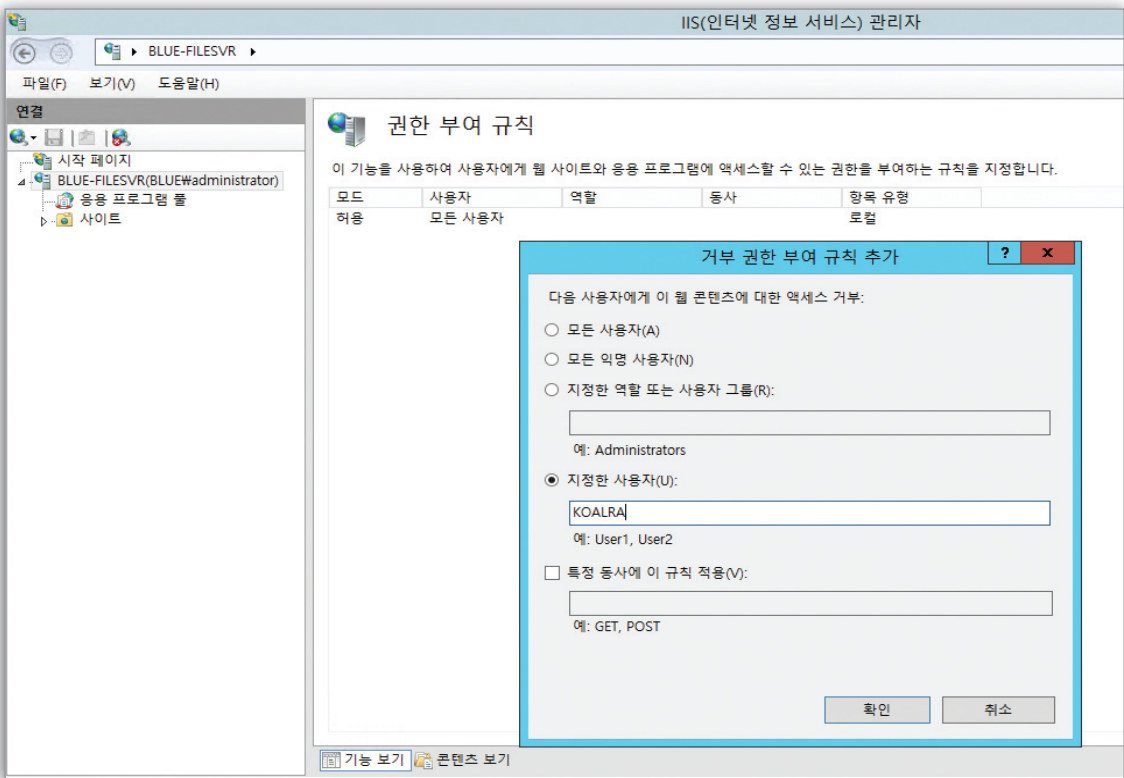 IIS(인터넷 정보 서비스) 관리자
BLUE-FILESVR
파일(F) 보기(V) 도움말(H)
연결
시작 페이지
BLUE-FILESVR(BLUE₩administrator)
응용 프로그램 풀
사이트
권한 부여 규칙
이 기능을 사용하여 사용자에게 웹 사이트와 응용 프로그램에 액세스할 수 있는 권한을 부여하는 규칙을 지정합니다.
모드 사용자 역할 동사 항목 유형
허용 모든 사용자 로컬
거부 권한 부여 규칙 추가
? x
다음 사용자에게 이 웹 콘텐츠에 대한 액세스 거부:
모든 사용자(A)
모든 익명 사용자(N)
지정한 역할 또는 사용자 그룹(R):
예: Administrators
지정한 사용자(U):
KOALRA
예: User1, User2
특정 동사에 이 규칙 적용(V):
예: GET, POST
확인 취소
기능 보기 콘텐츠 보기